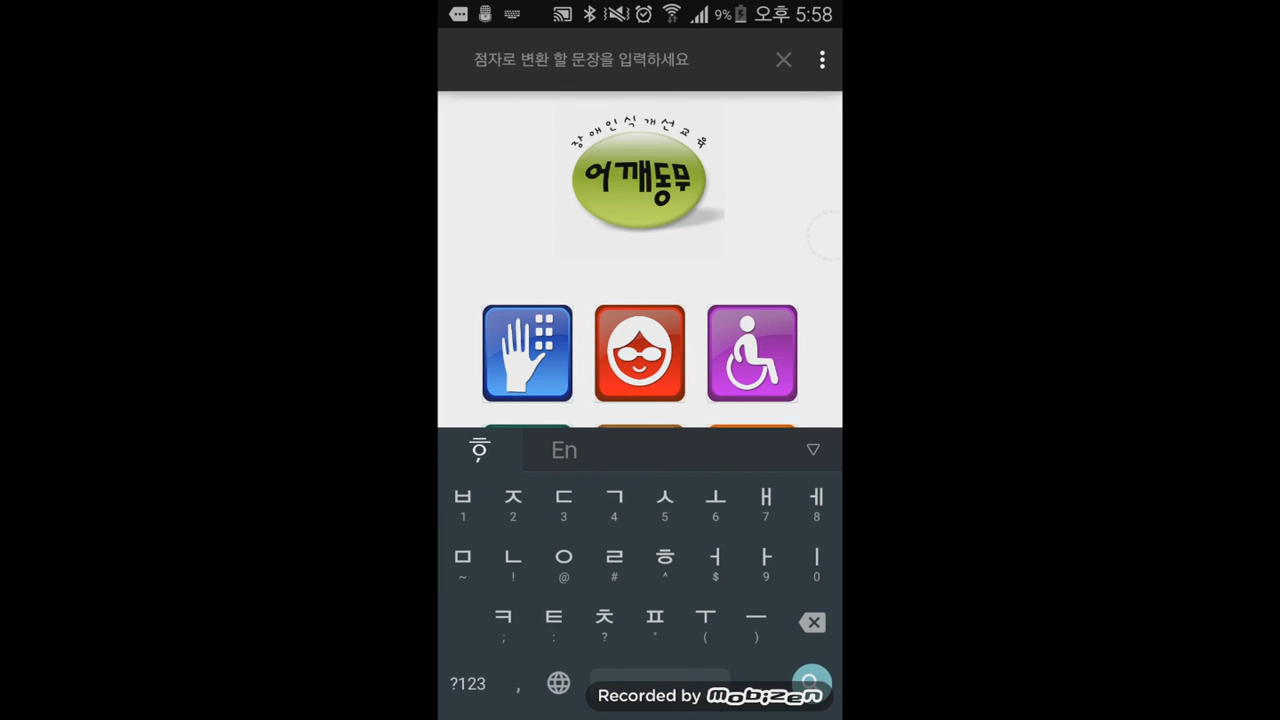 9% 오후 5:58
점자로 변환 할 문장을 입력하세요
장애인식개선교육
어깨동무
ㅎ En
ㅂ ㅈ ㄷ ㄱ ㅅ ㅗ ㅐ ㅔ
1 2 3 4 5 6 7 8
ㅁ ㄴ ㅇ ㄹ ㅎ ㅓ ㅏ ㅣ
~ ! @ # ^ $ 9 0
ㅋ ㅌ ㅊ ㅍ ㅜ ㅡ
; : ? " ( )
?123 ,
Recorded by Mobizen